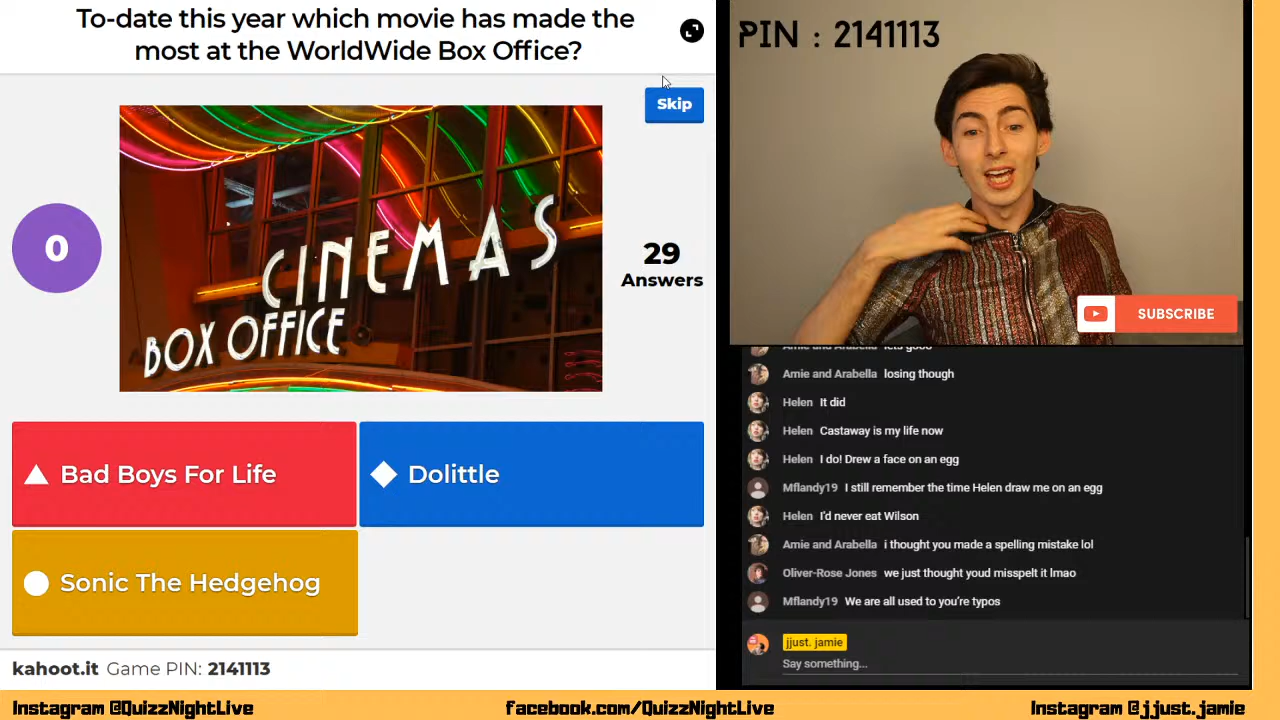 To-date this year which movie has made the
most at the WorldWide Box Office?
Skip
0
CINEMAS
BOX OFFICE
29
Answers
Bad Boys For Life
Dolittle
Sonic The Hedgehog
kahoot.it Game PIN: 2141113
PIN : 2141113
SUBSCRIBE
Amie and Arabella lets good
Amie and Arabella losing though
Helen It did
Helen Castaway is my life now
Helen I do! Drew a face on an egg
Mflandy19 I still remember the time Helen draw me on an egg
Helen I'd never eat Wilson
Amie and Arabella i thought you made a spelling mistake lol
Oliver-Rose Jones we just thought youd misspelt it lmao
Mflandy19 We are all used to you're typos
jjust. jamie
Say something...
Instagram @QuizzNightLive
facebook.com/QuizzNightLive
Instagram @jjust.jamie